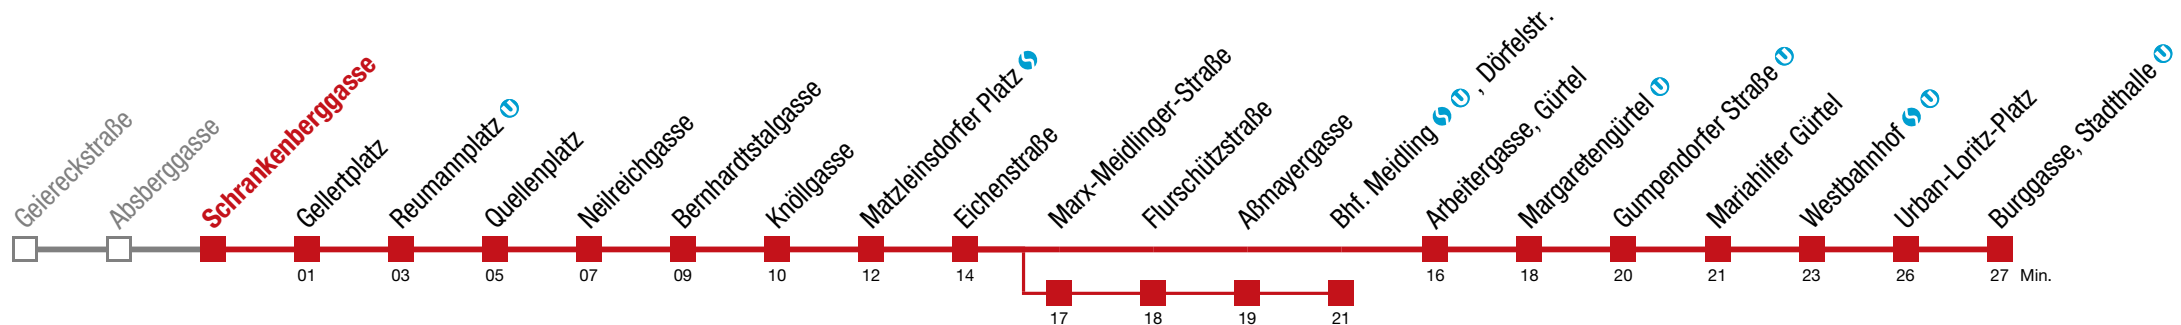 Geiereckstraße
Absberggasse
Schrankenberggasse
Gellertplatz
Reumannplatz U
Quellenplatz
Neilreichgasse
Bernhardtstalgasse
Knöllgasse
Matzleinsdorfer Platz S
Eichenstraße
Marx-Meidlinger-Straße
Flurschützstraße
Aßmayergasse
Bhf. Meidling S U , Dörfelstr.
Arbeitergasse, Gürtel
Margaretengürtel U
Gumpendorfer Straße U
Mariahilfer Gürtel
Westbahnhof S U
Urban-Loritz-Platz
Burggasse, Stadthalle U
01 03 05 07 09 10 12 14 16 18 20 21 23 26 27 Min.
17 18 19 21